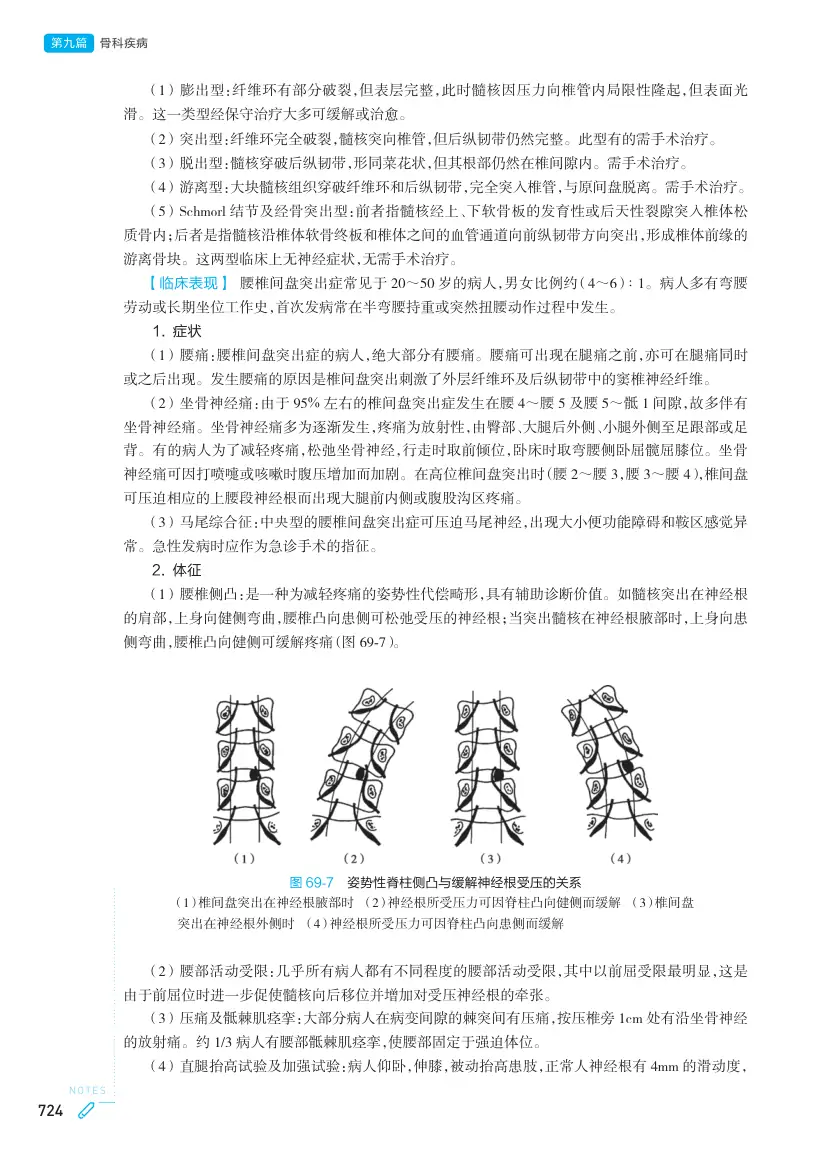 第九篇 骨科疾病
（1）膨出型：纤维环有部分破裂，但表层完整，此时髓核因压力向椎管内局限性隆起，但表面光
滑。这一类型经保守治疗大多可缓解或治愈。
（2）突出型：纤维环完全破裂，髓核突向椎管，但后纵韧带仍然完整。此型有的需手术治疗。
（3）脱出型：髓核穿破后纵韧带，形同菜花状，但其根部仍然在椎间隙内。需手术治疗。
（4）游离型：大块髓核组织穿破纤维环和后纵韧带，完全突入椎管，与原间盘脱离。需手术治疗。
（5）Schmorl 结节及经骨突出型：前者指髓核经上、下软骨板的发育性或后天性裂隙突入椎体松
质骨内；后者是指髓核沿椎体软骨终板和椎体之间的血管通道向前纵韧带方向突出，形成椎体前缘的
游离骨块。这两型临床上无神经症状，无需手术治疗。
【临床表现】 腰椎间盘突出症常见于 20～50 岁的病人，男女比例约（4～6）∶1。病人多有弯腰
劳动或长期坐位工作史，首次发病常在半弯腰持重或突然扭腰动作过程中发生。
1. 症状
（1）腰痛：腰椎间盘突出症的病人，绝大部分有腰痛。腰痛可出现在腿痛之前，亦可在腿痛同时
或之后出现。发生腰痛的原因是椎间盘突出刺激了外层纤维环及后纵韧带中的窦椎神经纤维。
（2）坐骨神经痛：由于 95% 左右的椎间盘突出症发生在腰 4～腰 5 及腰 5～骶 1 间隙，故多伴有
坐骨神经痛。坐骨神经痛多为逐渐发生，疼痛为放射性，由臀部、大腿后外侧、小腿外侧至足跟部或足
背。有的病人为了减轻疼痛，松弛坐骨神经，行走时取前倾位，卧床时取弯腰侧卧屈髋屈膝位。坐骨
神经痛可因打喷嚏或咳嗽时腹压增加而加剧。在高位椎间盘突出时（腰 2～腰 3，腰 3～腰 4），椎间盘
可压迫相应的上腰段神经根而出现大腿前内侧或腹股沟区疼痛。
（3）马尾综合征：中央型的腰椎间盘突出症可压迫马尾神经，出现大小便功能障碍和鞍区感觉异
常。急性发病时应作为急诊手术的指征。
2. 体征
（1）腰椎侧凸：是一种为减轻疼痛的姿势性代偿畸形，具有辅助诊断价值。如髓核突出在神经根
的肩部，上身向健侧弯曲，腰椎凸向患侧可松弛受压的神经根；当突出髓核在神经根腋部时，上身向患
侧弯曲，腰椎凸向健侧可缓解疼痛（图 69-7）。
（1） （2） （3） （4）
图 69-7 姿势性脊柱侧凸与缓解神经根受压的关系
（1）椎间盘突出在神经根腋部时 （2）神经根所受压力可因脊柱凸向健侧而缓解 （3）椎间盘
突出在神经根外侧时 （4）神经根所受压力可因脊柱凸向患侧而缓解
（2）腰部活动受限：几乎所有病人都有不同程度的腰部活动受限，其中以前屈受限最明显，这是
由于前屈位时进一步促使髓核向后移位并增加对受压神经根的牵张。
（3）压痛及骶棘肌痉挛：大部分病人在病变间隙的棘突间有压痛，按压椎旁 1cm 处有沿坐骨神经
的放射痛。约 1/3 病人有腰部骶棘肌痉挛，使腰部固定于强迫体位。
（4）直腿抬高试验及加强试验：病人仰卧，伸膝，被动抬高患肢，正常人神经根有 4mm 的滑动度，
NOTES
724